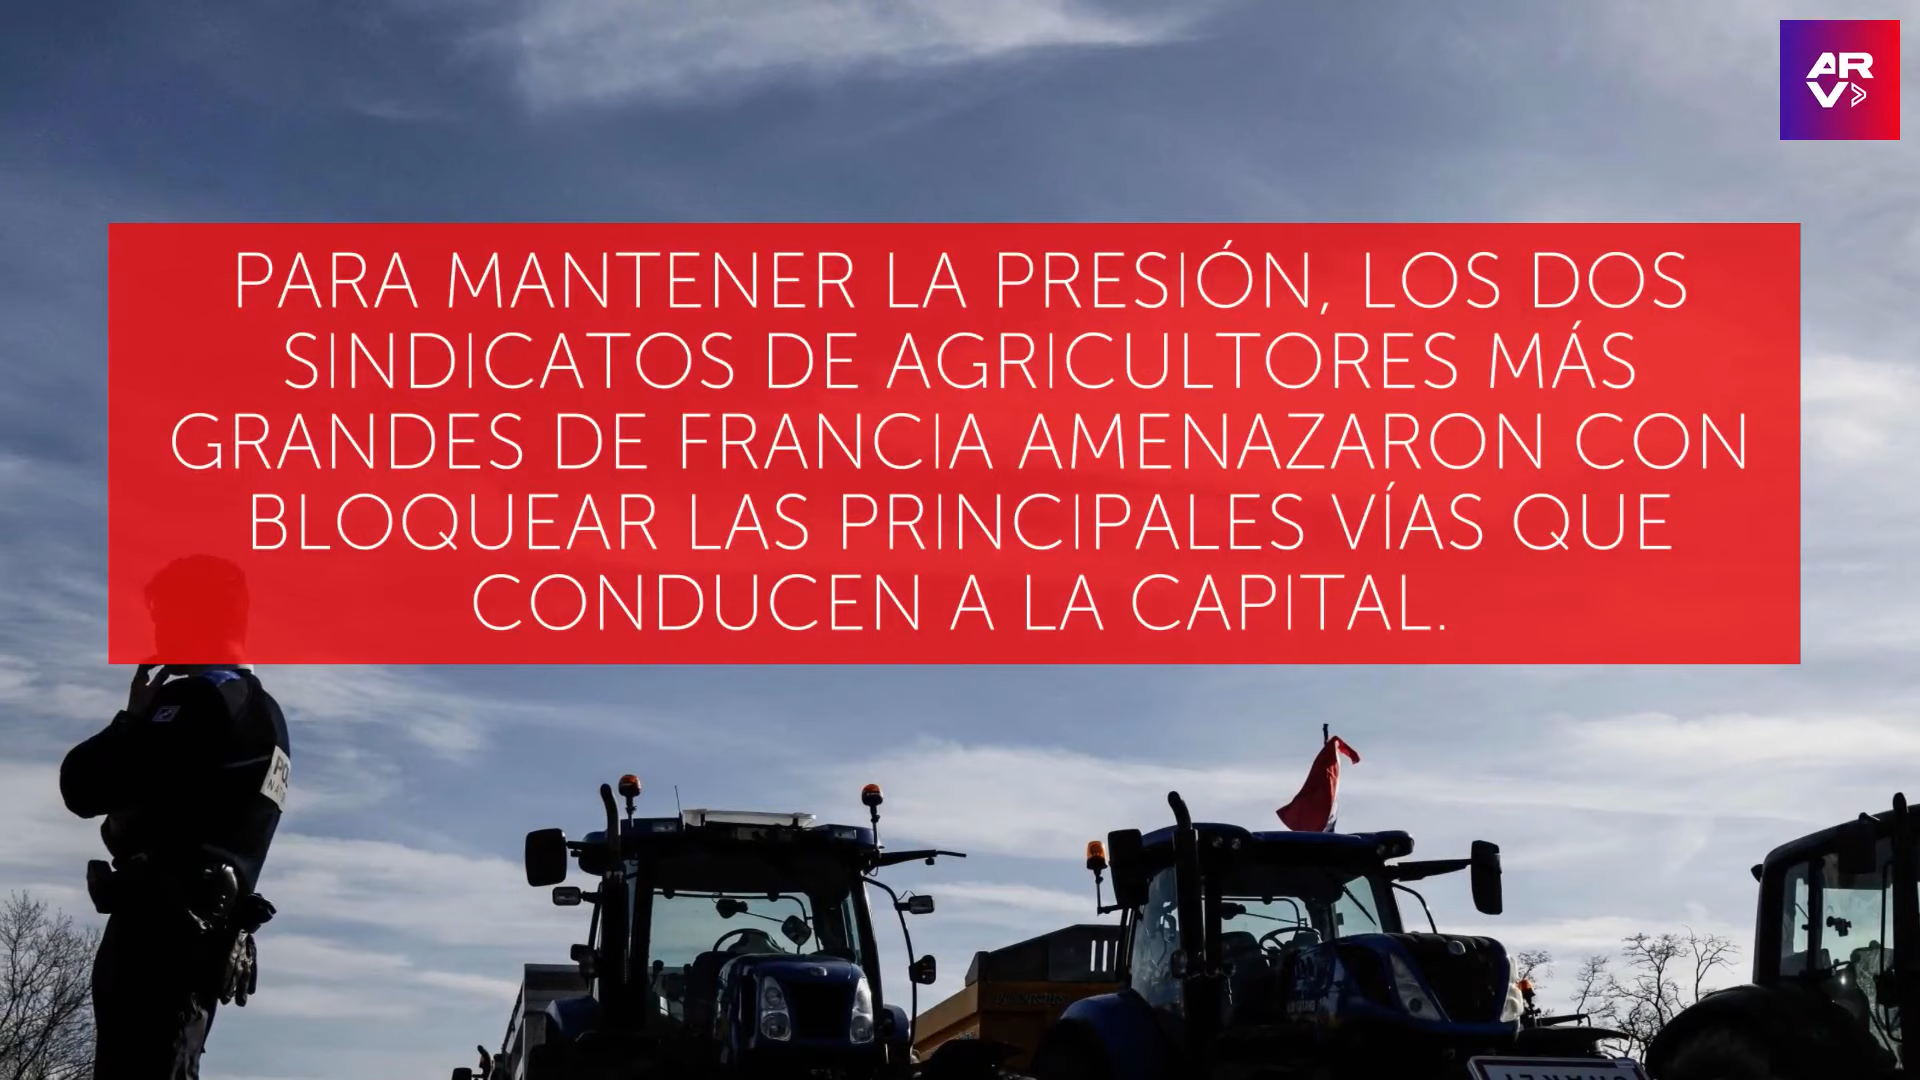 AR
V
PARA MANTENER LA PRESIÓN, LOS DOS
SINDICATOS DE AGRICULTORES MÁS
GRANDES DE FRANCIA AMENAZARON CON
BLOQUEAR LAS PRINCIPALES VÍAS QUE
CONDUCEN A LA CAPITAL.